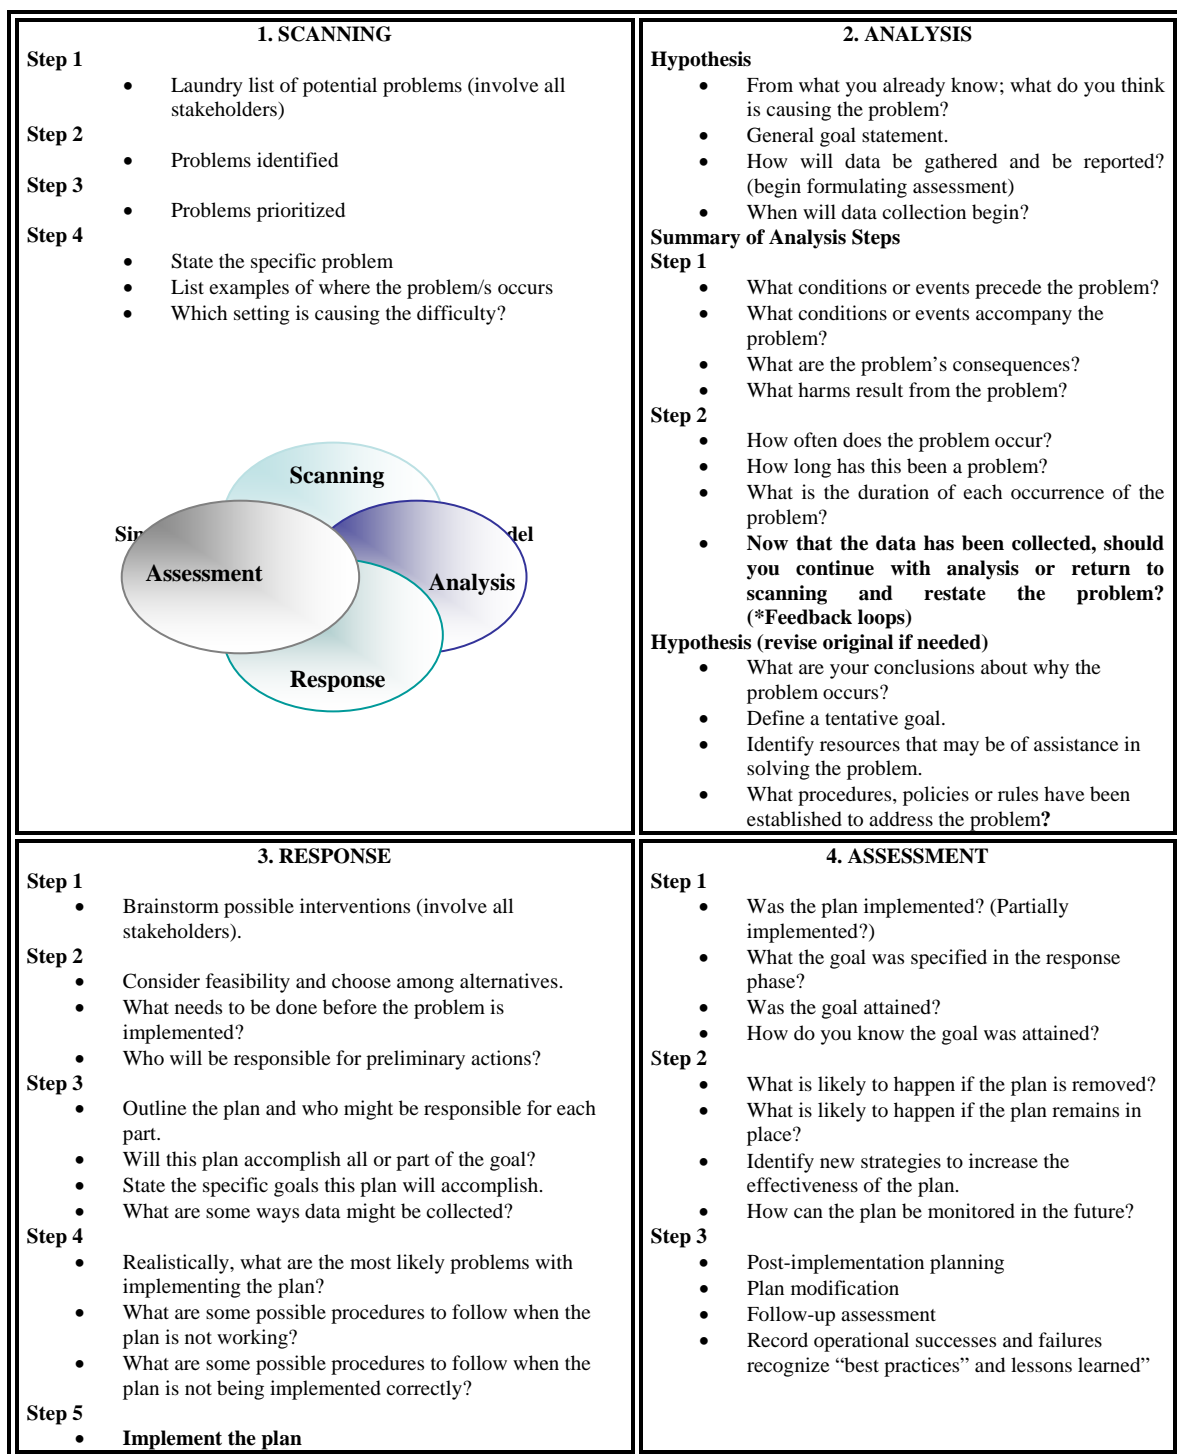 1. SCANNING
Step 1
• Laundry list of potential problems (involve all
stakeholders)
Step 2
• Problems identified
Step 3
• Problems prioritized
Step 4
• State the specific problem
• List examples of where the problem/s occurs
• Which setting is causing the difficulty?
Scanning
Assessment
Analysis
Response
2. ANALYSIS
Hypothesis
• From what you already know; what do you think
is causing the problem?
• General goal statement.
• How will data be gathered and be reported?
(begin formulating assessment)
• When will data collection begin?
Summary of Analysis Steps
Step 1
• What conditions or events precede the problem?
• What conditions or events accompany the
problem?
• What are the problem’s consequences?
• What harms result from the problem?
Step 2
• How often does the problem occur?
• How long has this been a problem?
• What is the duration of each occurrence of the
problem?
• Now that the data has been collected, should
you continue with analysis or return to
scanning and restate the problem?
(*Feedback loops)
Hypothesis (revise original if needed)
• What are your conclusions about why the
problem occurs?
• Define a tentative goal.
• Identify resources that may be of assistance in
solving the problem.
• What procedures, policies or rules have been
established to address the problem?
3. RESPONSE
Step 1
• Brainstorm possible interventions (involve all
stakeholders).
Step 2
• Consider feasibility and choose among alternatives.
• What needs to be done before the problem is
implemented?
• Who will be responsible for preliminary actions?
Step 3
• Outline the plan and who might be responsible for each
part.
• Will this plan accomplish all or part of the goal?
• State the specific goals this plan will accomplish.
• What are some ways data might be collected?
Step 4
• Realistically, what are the most likely problems with
implementing the plan?
• What are some possible procedures to follow when the
plan is not working?
• What are some possible procedures to follow when the
plan is not being implemented correctly?
Step 5
• Implement the plan
4. ASSESSMENT
Step 1
• Was the plan implemented? (Partially
implemented?)
• What the goal was specified in the response
phase?
• Was the goal attained?
• How do you know the goal was attained?
Step 2
• What is likely to happen if the plan is removed?
• What is likely to happen if the plan remains in
place?
• Identify new strategies to increase the
effectiveness of the plan.
• How can the plan be monitored in the future?
Step 3
• Post-implementation planning
• Plan modification
• Follow-up assessment
• Record operational successes and failures
recognize “best practices” and lessons learned”